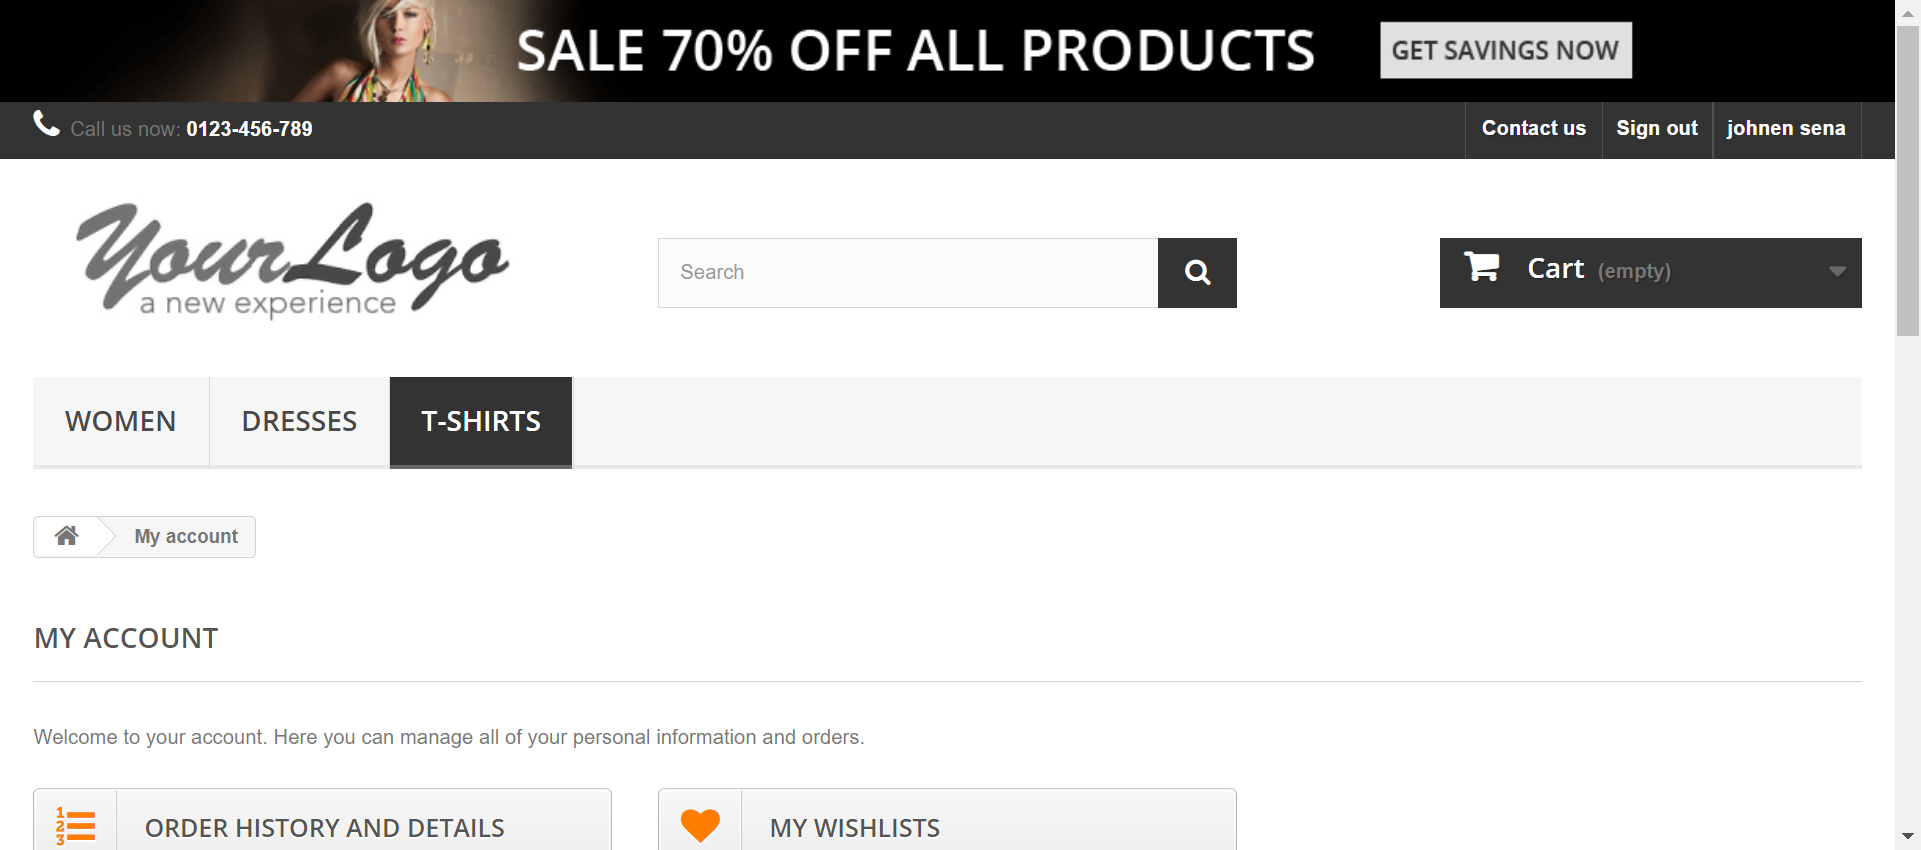 SALE 70% OFF ALL PRODUCTS GET SAVINGS NOW
Call us now: 0123-456-789 Contact us Sign out johnen sena
YourLogo
a new experience
Search Cart (empty)
WOMEN DRESSES T-SHIRTS
My account
MY ACCOUNT
Welcome to your account. Here you can manage all of your personal information and orders.
1
2
3
ORDER HISTORY AND DETAILS MY WISHLISTS